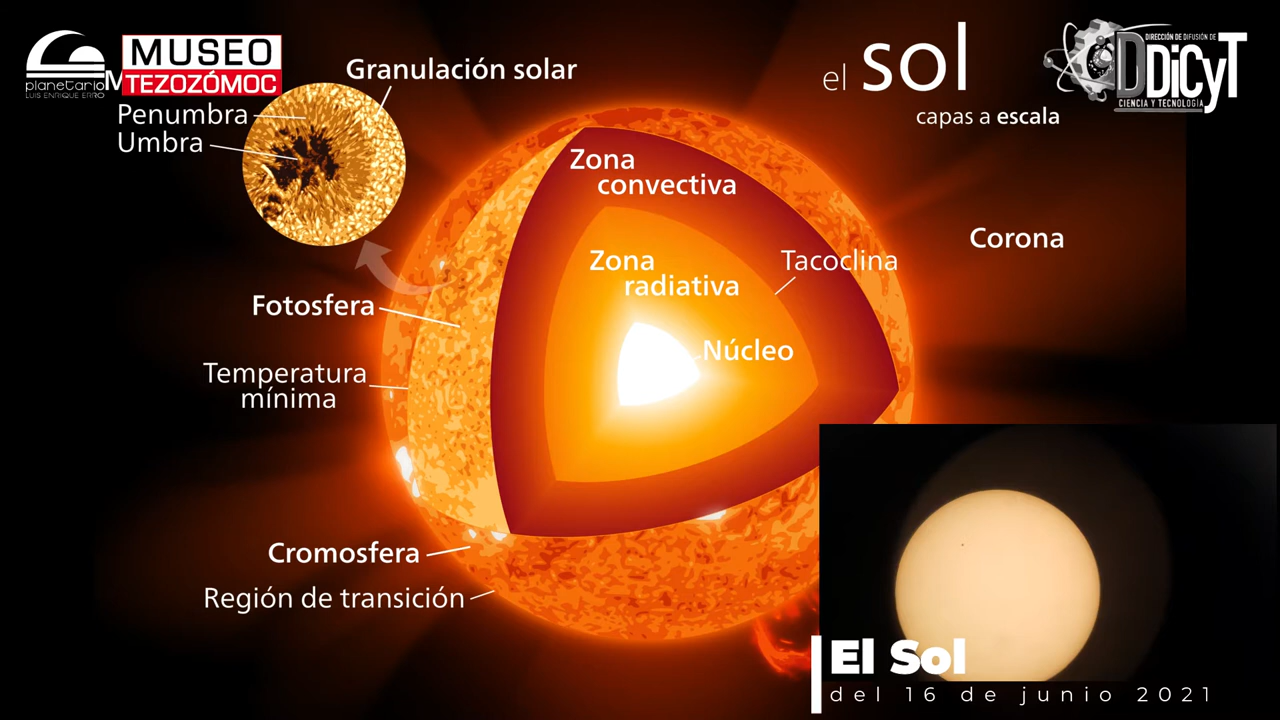 planetario
LUIS ENRIQUE ERRO
MUSEO
TEZOZÓMOC
Granulación solar
el sol
capas a escala
DIRECCIÓN DE DIFUSIÓN DE
DDiCyT
CIENCIA Y TECNOLOGÍA
Penumbra
Umbra
Zona
convectiva
Corona
Zona
radiativa
Tacoclina
Fotosfera
Núcleo
Temperatura
mínima
Cromosfera
Región de transición
El Sol
del 16 de junio 2021